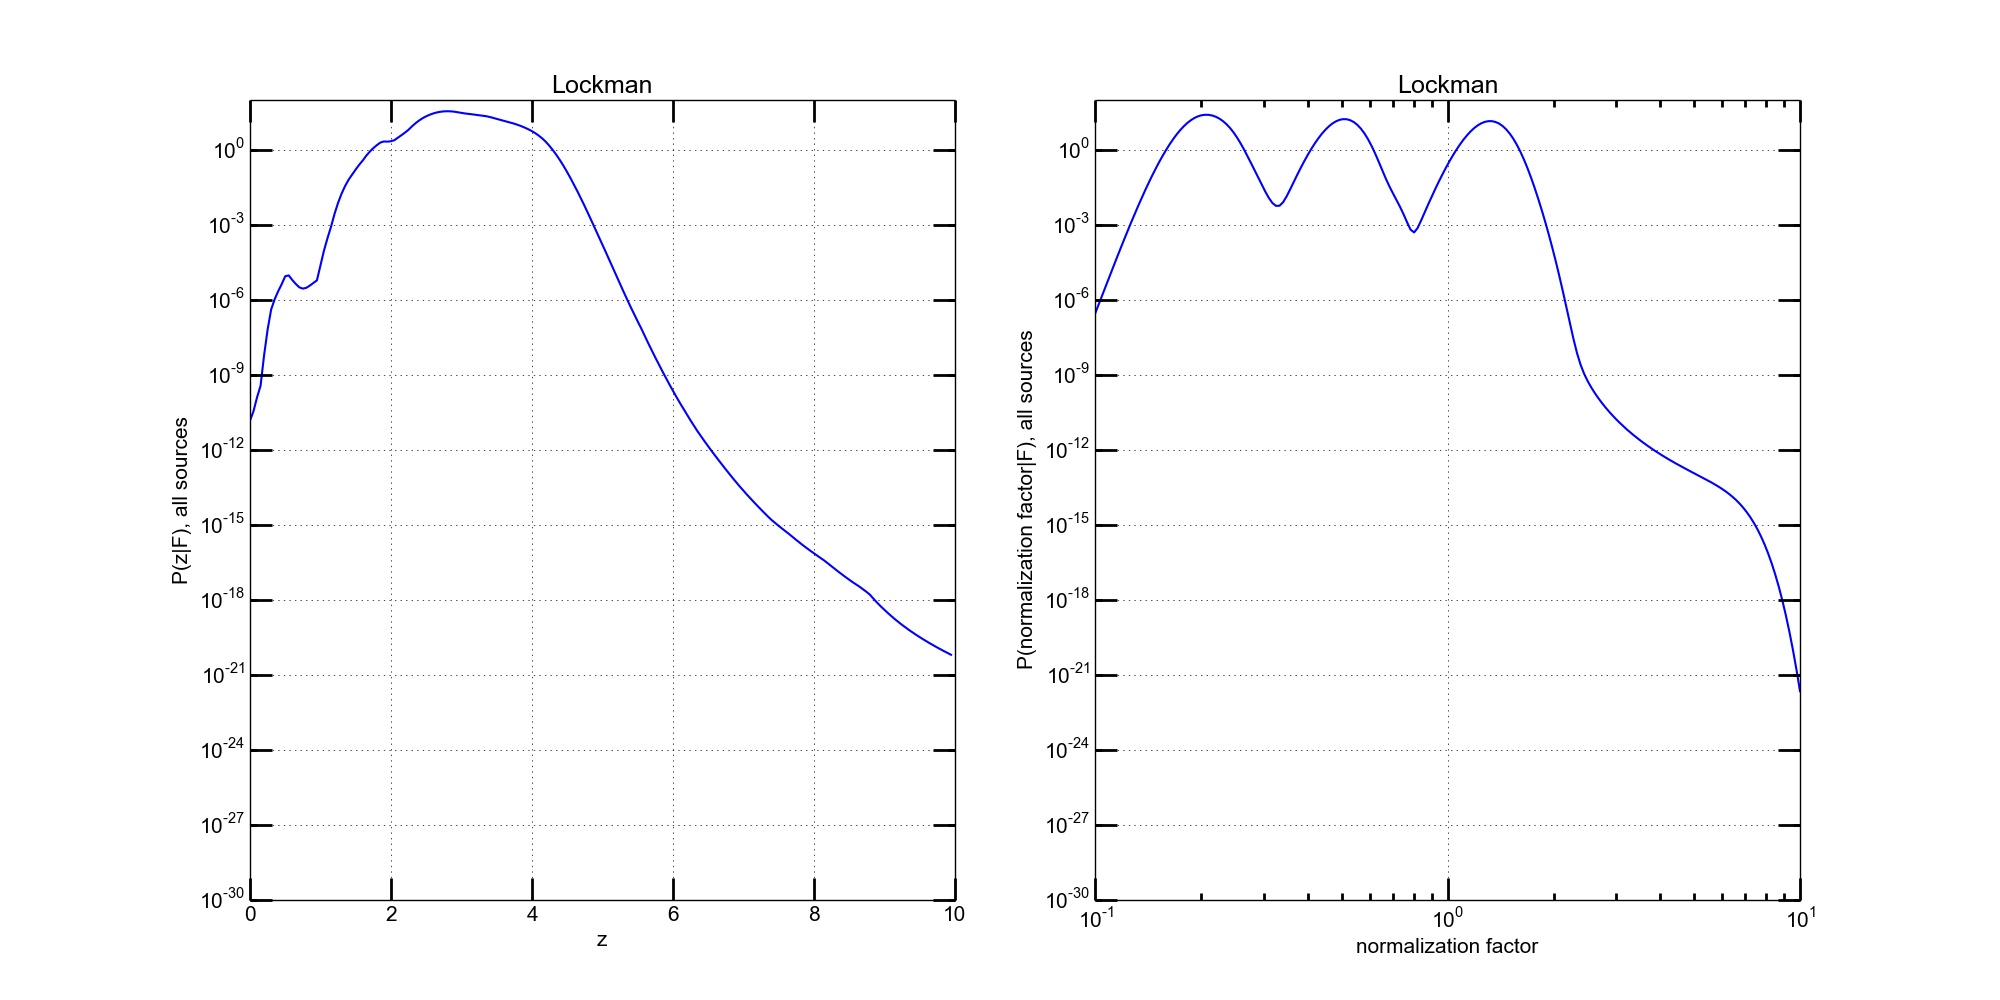 Lockman
10^0
10^-3
10^-6
10^-9
10^-12
10^-15
10^-18
10^-21
10^-24
10^-27
10^-30
P(z|F), all sources
0 2 4 6 8 10
z
Lockman
10^0
10^-3
10^-6
10^-9
10^-12
10^-15
10^-18
10^-21
10^-24
10^-27
10^-30
P(normalization factor|F), all sources
10^-1 10^0 10^1
normalization factor